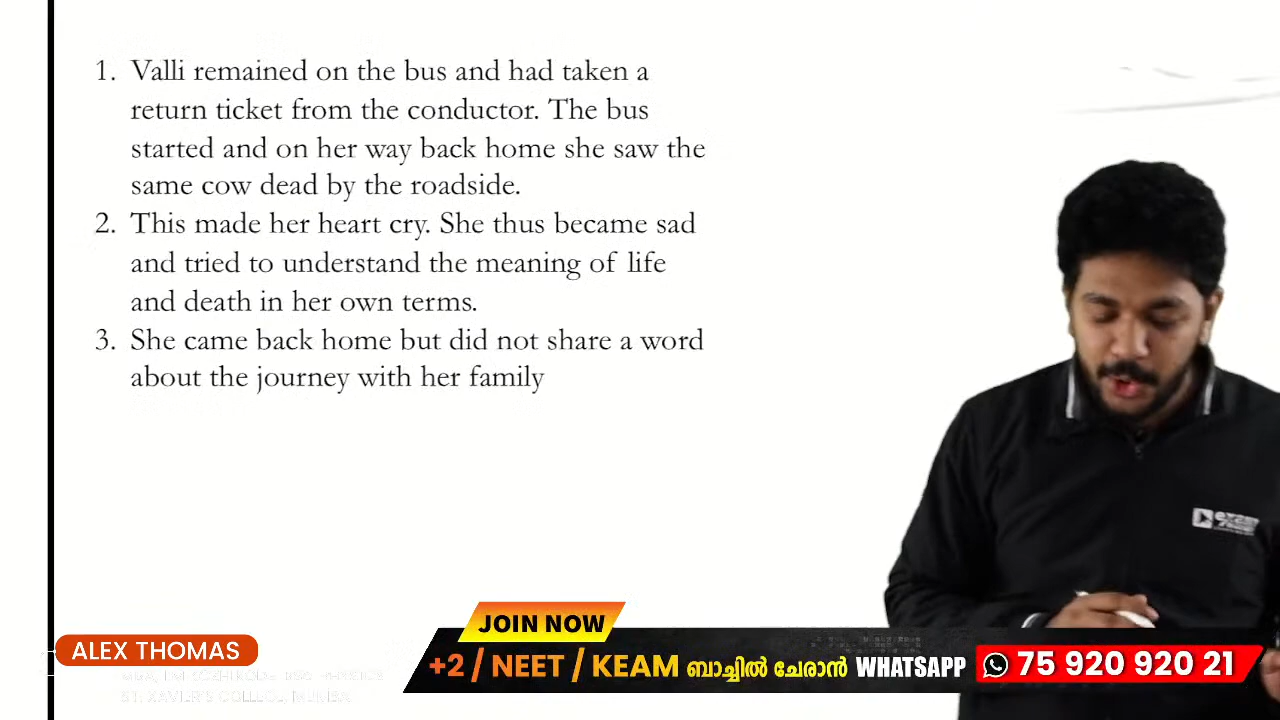 1. Valli remained on the bus and had taken a
return ticket from the conductor. The bus
started and on her way back home she saw the
same cow dead by the roadside.
2. This made her heart cry. She thus became sad
and tried to understand the meaning of life
and death in her own terms.
3. She came back home but did not share a word
about the journey with her family
JOIN NOW
ALEX THOMAS
+2 / NEET / KEAM ബാച്ചിൽ ചേരാൻ WHATSAPP 75 920 920 21
ST. XAVIER'S COLLEGE, MUMBAI